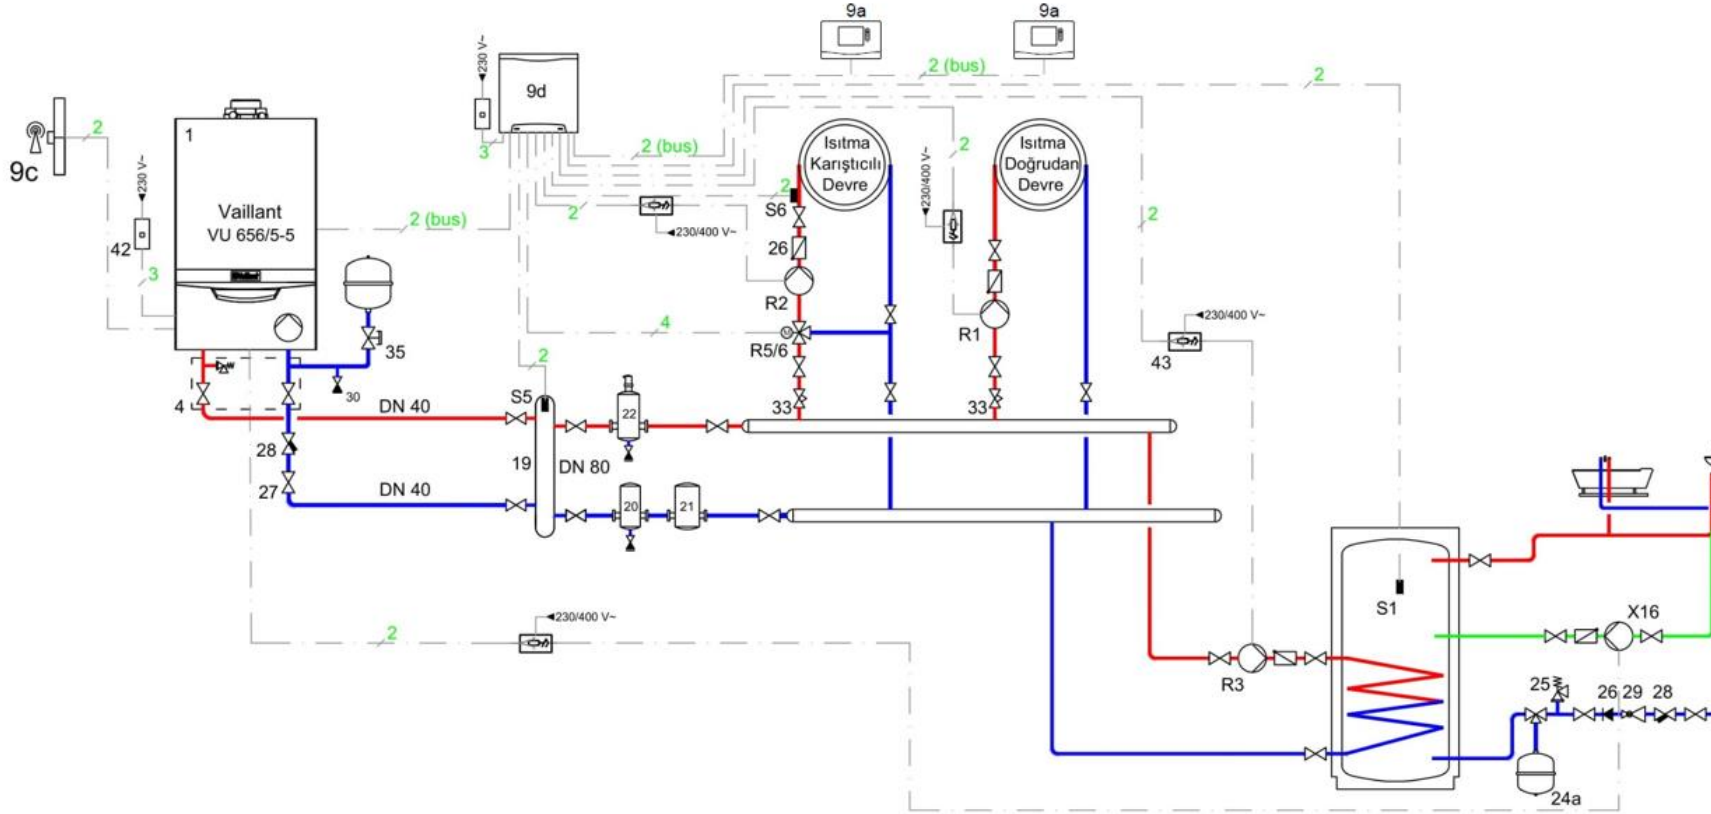 9a
9a
230 V~
2 (bus)
2
9d
1
2
9c
230 V~
3
2 (bus)
2
230/400 V~
Isıtma
Karıştıcılı
Devre
Isıtma
Doğrudan
Devre
Vaillant
VU 656/5-5
2 (bus)
2
S6
2
230/400 V~
2
42
26
3
Vaillant
R2
230/400 V~
4
R1
35
R5/6
43
2
30
S5
4
DN 40
22
33
33
28
19
DN 80
27
DN 40
20
21
S1
X16
230/400 V~
2
R3
25
26
29
28
24a